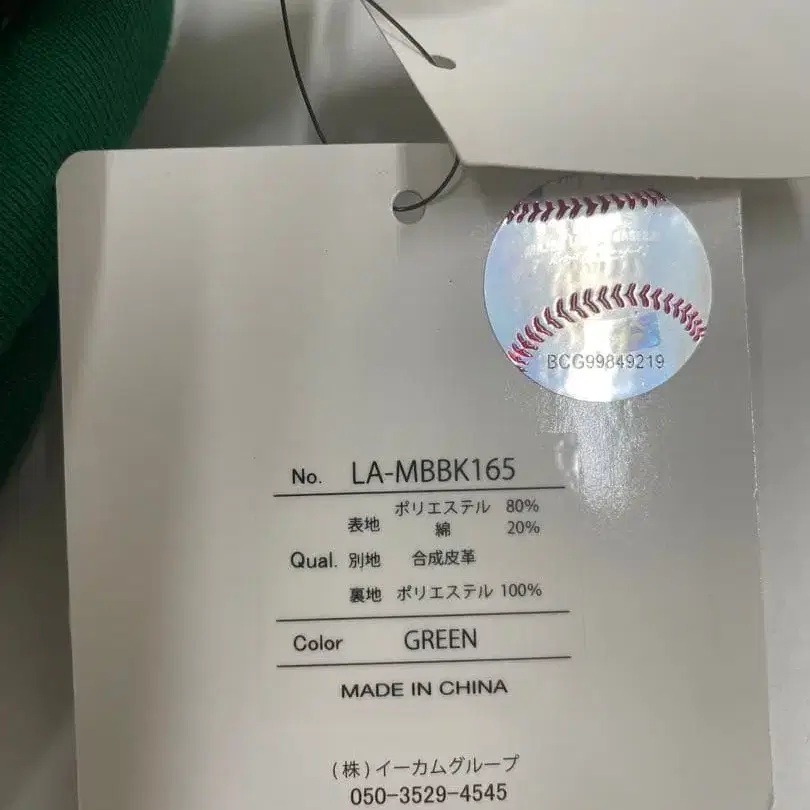 BCG99849219
No. LA-MBBK165
表地 ポリエステル 80%
綿 20%
Qual. 別地 合成皮革
裏地 ポリエステル 100%
Color GREEN
MADE IN CHINA
(株)イーカムグループ
050-3529-4545